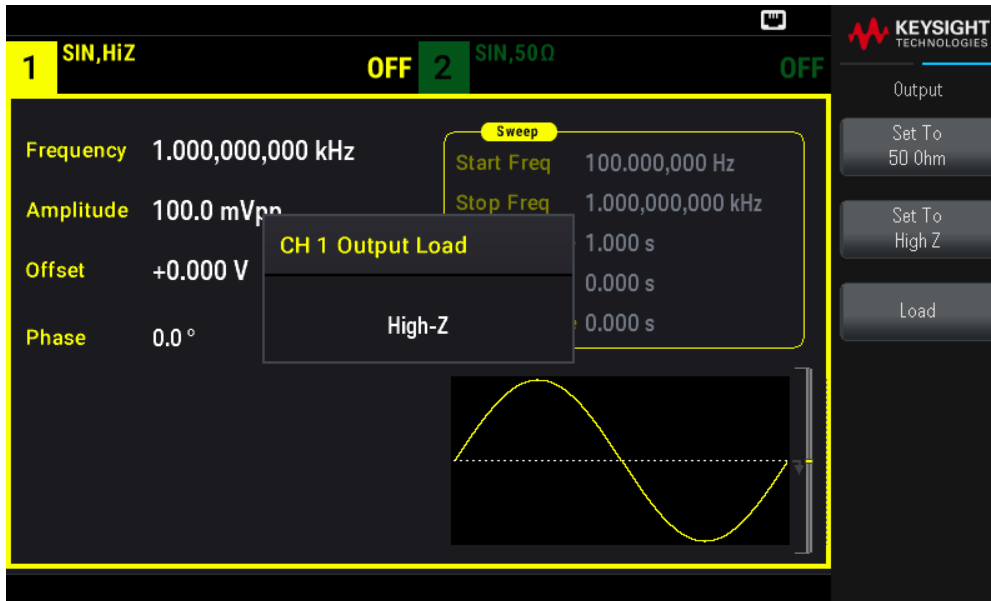 1 SIN,HiZ OFF 2 SIN,50Ω OFF
Frequency 1.000,000,000 kHz
Amplitude 100.0 mVpp
Offset +0.000 V
Phase 0.0 °
Sweep
Start Freq 100.000,000 Hz
Stop Freq 1.000,000,000 kHz
1.000 s
0.000 s
0.000 s
CH 1 Output Load
High-Z
KEYSIGHT
TECHNOLOGIES
Output
Set To
50 Ohm
Set To
High Z
Load